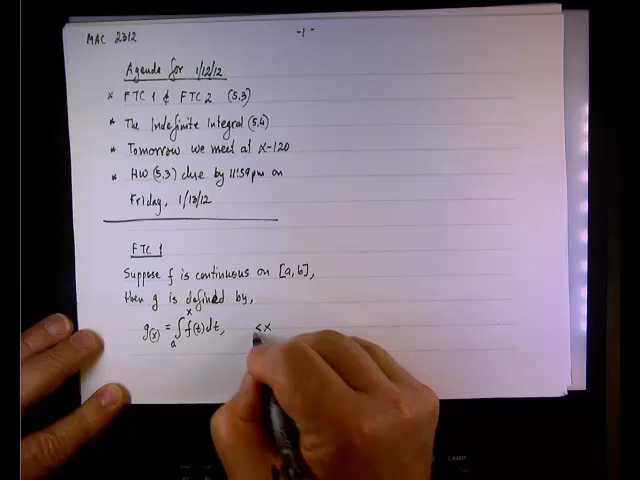 MAC 2312
-1-
Agenda for 1/12/12
* FTC 1 & FTC 2 (5.3)
* The Indefinite Integral (5.4)
* Tomorrow we meet at X-120
* HW (5.3) due by 11:59pm on
Friday, 1/13/12
FTC 1
Suppose f is continuous on [a,b],
then g is defined by,
g(x) = ∫ₐˣ f(t)dt, <x
LAMP